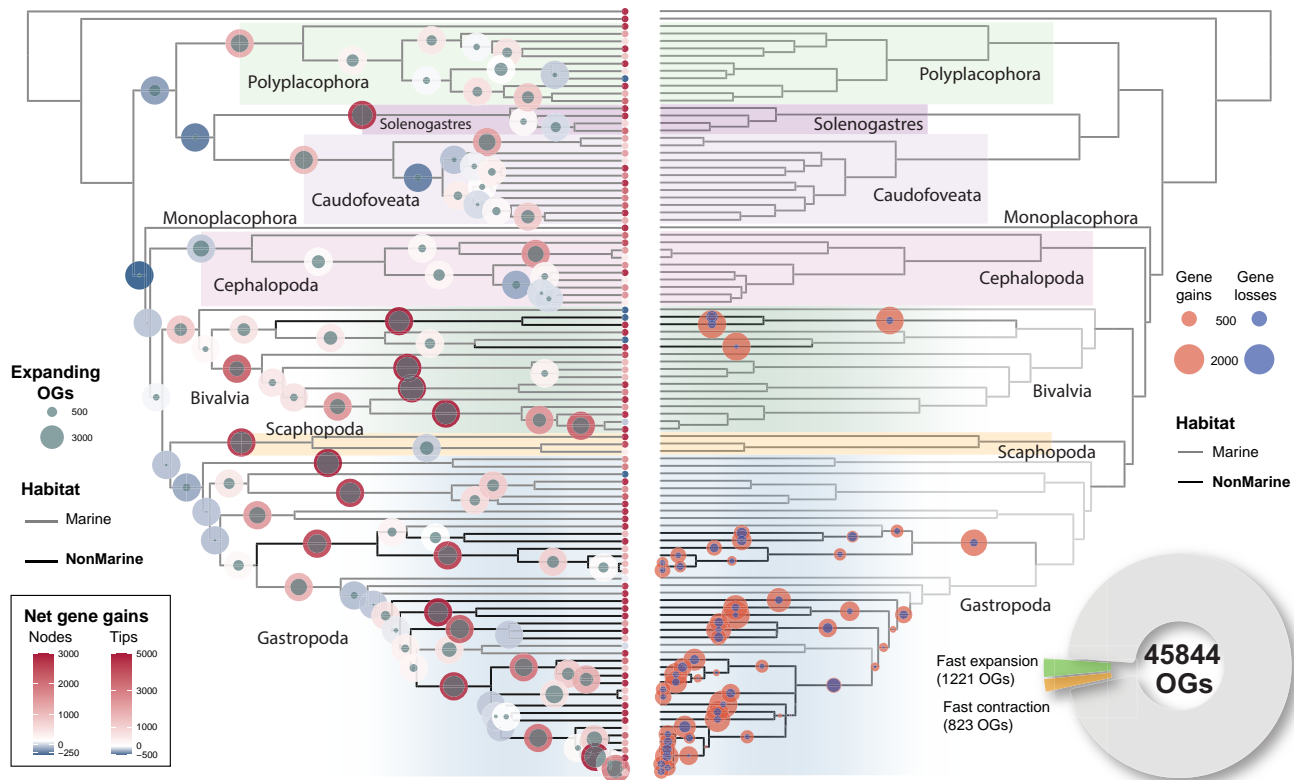 Polyplacophora
Solenogastres
Caudofoveata
Monoplacophora
Cephalopoda
Bivalvia
Scaphopoda
Gastropoda
Expanding
OGs
500
3000
Habitat
Marine
NonMarine
Net gene gains
Nodes
Tips
3000
2000
1000
0
-250
5000
3000
1000
0
-500
Polyplacophora
Solenogastres
Caudofoveata
Monoplacophora
Cephalopoda
Bivalvia
Scaphopoda
Gastropoda
Gene
gains
Gene
losses
500
2000
Habitat
Marine
NonMarine
Fast expansion
(1221 OGs)
Fast contraction
(823 OGs)
45844
OGs